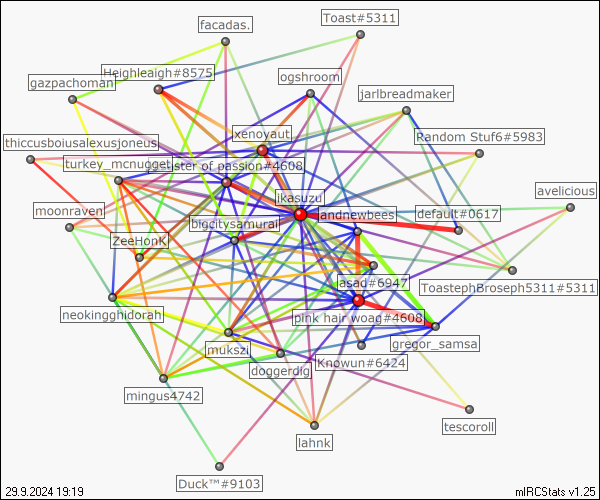 Toast#5311
facadas.
Heighleigh#8575
ogshroom
gazpachoman
jarlbreadmaker
xenoyaut
Random Stuf6#5983
thiccusboiusalexusjoneus
turkey_mcnugget
ster of passion#4608
ikasuzu
avelicious
moonraven
bigcitysamurai
landnewbees
default#0617
ZeeHonK
asad#6947
ToastephBroseph5311#5311
neokingghidorah
pink hair woag#4608
gregor_samsa
mukszi
doggerdig
Knowun#6424
mingus4742
tescoroll
lahnk
Duck™#9103
29.9.2024 19:19
mIRCStats v1.25